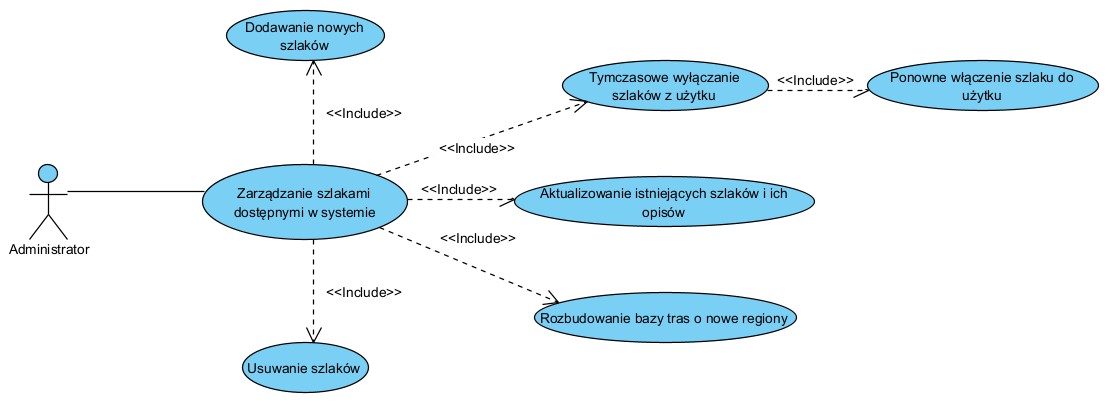 Dodawanie nowych
szlaków
Tymczasowe wyłączanie
szlaków z użytku
<<Include>>
Ponowne włączenie szlaku do
użytku
<<Include>>
<<Include>>
Zarządzanie szlakami
dostępnymi w systemie
<<Include>>
Aktualizowanie istniejących szlaków i ich
opisów
Administrator
<<Include>>
<<Include>>
Rozbudowanie bazy tras o nowe regiony
Usuwanie szlaków